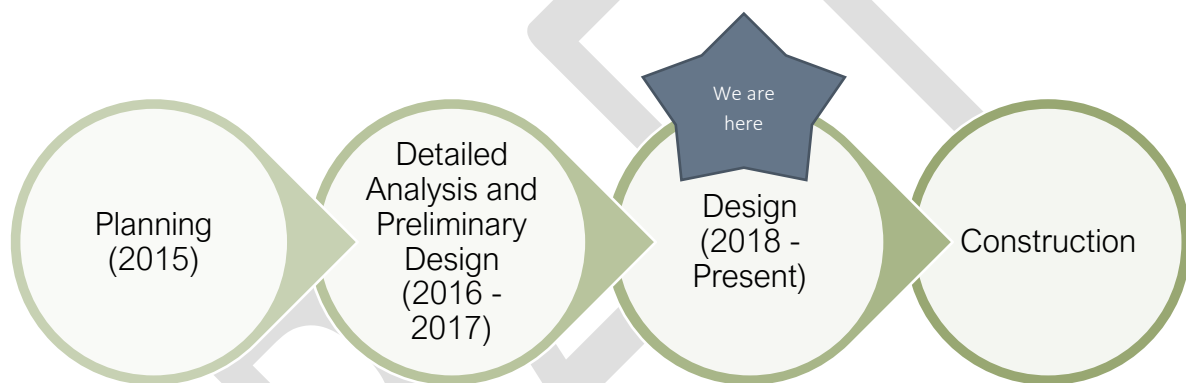 We are
here
Planning
(2015)
Detailed
Analysis and
Preliminary
Design
(2016 -
2017)
Design
(2018 -
Present)
Construction